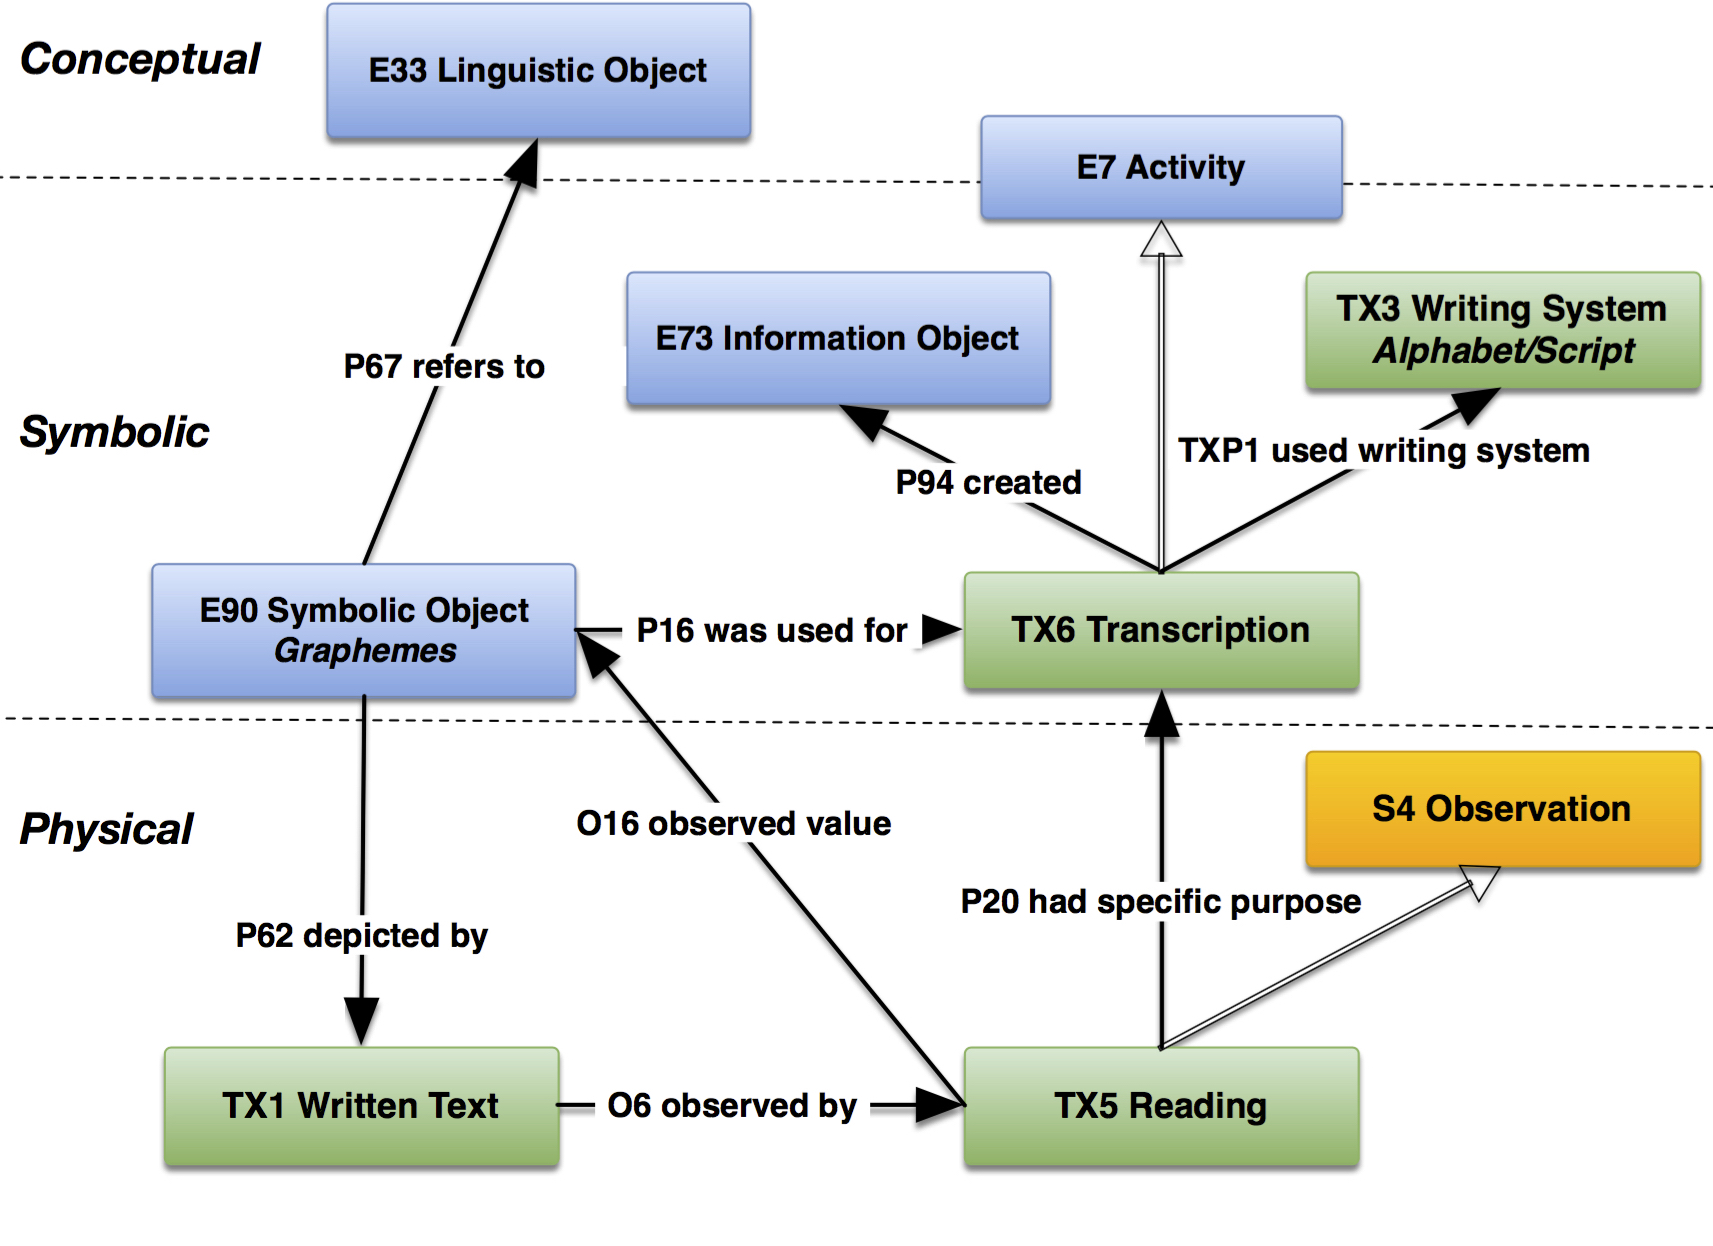 Conceptual
E33 Linguistic Object
E7 Activity
E73 Information Object
TX3 Writing System
Alphabet/Script
P67 refers to
Symbolic
TXP1 used writing system
P94 created
E90 Symbolic Object
Graphemes
P16 was used for
TX6 Transcription
Physical
O16 observed value
S4 Observation
P20 had specific purpose
P62 depicted by
TX1 Written Text
O6 observed by
TX5 Reading